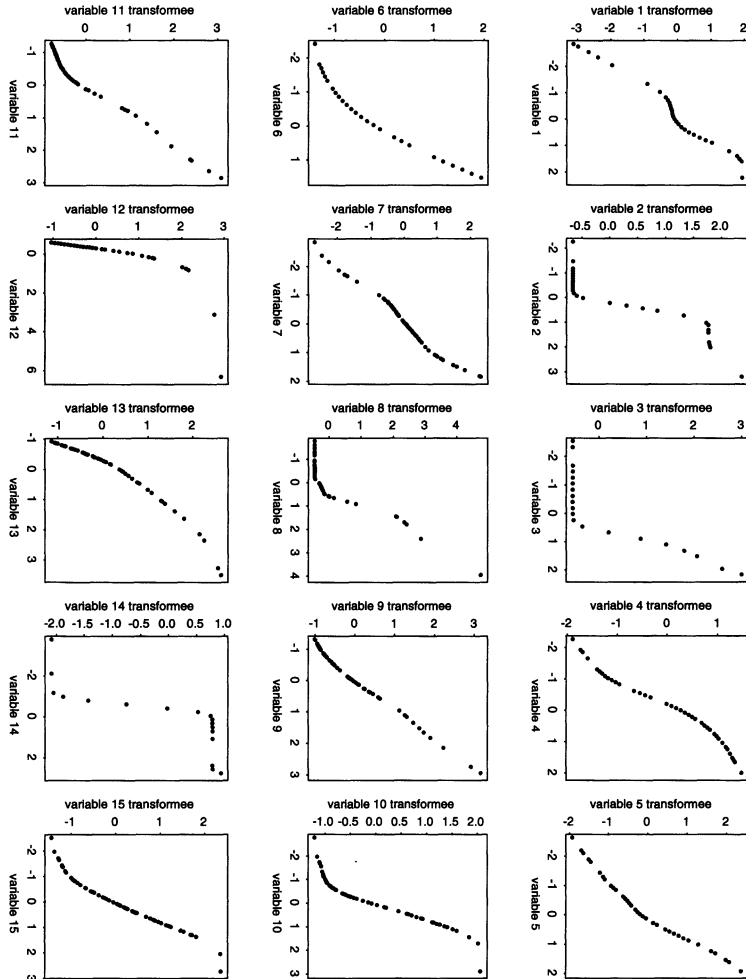 variable 11 transformee
0 1 2 3
-1 0 1 2 3
variable 11
variable 6 transformee
-1 0 1 2
-2 -1 0 1
variable 6
variable 1 transformee
-3 -2 -1 0 1 2
-2 -1 0 1 2
variable 1
variable 12 transformee
-1 0 1 2 3
0 2 4 6
variable 12
variable 7 transformee
-2 -1 0 1 2
-2 -1 0 1 2
variable 7
variable 2 transformee
-0.5 0.5 1.0 1.5 2.0
-2 -1 0 1 2 3
variable 2
variable 13 transformee
-1 0 1 2
-1 0 1 2 3
variable 13
variable 8 transformee
0 1 2 3 4
-1 0 1 2 3 4
variable 8
variable 3 transformee
0 1 2 3
-2 -1 0 1 2
variable 3
variable 14 transformee
-2.0 -1.0 -0.5 0.0 0.5 1.0
-2 0 2
variable 14
variable 9 transformee
-1 0 1 2 3
-1 0 1 2 3
variable 9
variable 4 transformee
-2 -1 0 1
-2 -1 0 1 2
variable 4
variable 15 transformee
-1 0 1 2
-2 -1 0 1 2 3
variable 15
variable 10 transformee
-1.0 -0.5 0.0 0.5 1.0 1.5 2.0
-2 -1 0 1 2 3
variable 10
variable 5 transformee
-2 -1 0 1 2
-2 -1 0 1 2
variable 5